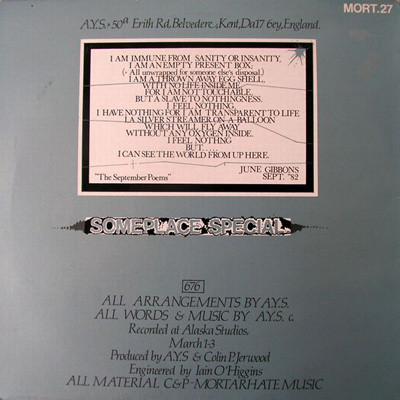 MORT.27
A.Y.S. 50a Erith Rd, Belvedere, Kent, Da17 6ey, England.
I AM IMMUNE FROM SANITY OR INSANITY.
I AM AN EMPTY PRESENT BOX;
(- All unwrapped for someone else's disposal.)
I AM A THROWN AWAY EGG SHELL,
WITH NO LIFE INSIDE ME,
FOR I AM NOT TOUCHABLE,
BUT A SLAVE TO NOTHINGNESS.
I FEEL NOTHING,
I HAVE NOTHING FOR I AM TRANSPARENT TO LIFE
I, A SILVER STREAMER ON A BALLOON
WHICH WILL FLY AWAY
WITHOUT ANY OXYGEN INSIDE.
I FEEL NOTHING
BUT.....
I CAN SEE THE WORLD FROM UP HERE.
JUNE GIBBONS
"The September Poems" SEPT. '82
SOMEPLACE SPECIAL
676
ALL ARRANGEMENTS BY A.Y.S.
ALL WORDS & MUSIC BY A.Y.S. c.
Recorded at Alaska Studios,
March 1-3
Produced by A.Y.S & Colin P. Jerwood
Engineered by Iain O'Higgins
ALL MATERIAL C&P-MORTARHATE MUSIC